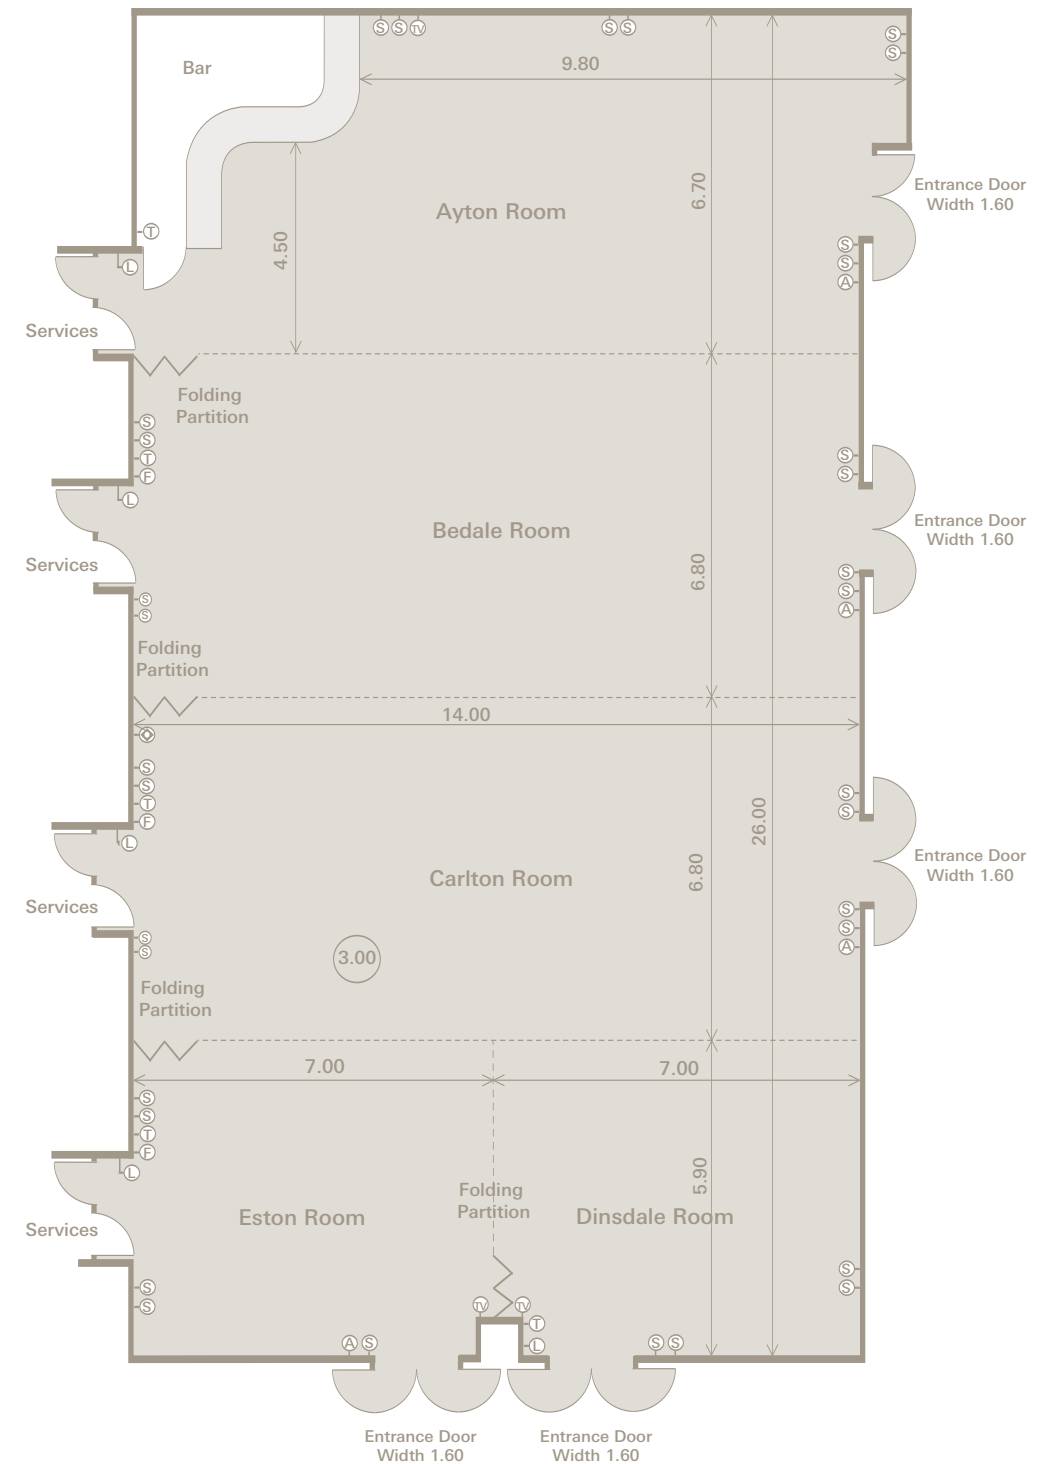 S S TV S S
S
S
Bar
9.80
Entrance Door
Width 1.60
6.70
Ayton Room
T
4.50
S
S
A
L
Services
Folding
Partition
S
S
T
F
S
S
L
Entrance Door
Width 1.60
Bedale Room
Services
6.80
S
S
A
S
S
Folding
Partition
14.00
S
S
T
F
26.00
S
S
L
Entrance Door
Width 1.60
6.80
Carlton Room
Services
S
S
A
S
S
3.00
Folding
Partition
7.00
7.00
S
S
T
F
L
5.90
Folding
Partition
Eston Room
Dinsdale Room
Services
S
S
S
S
TV TV
T
L
A S
S S
Entrance Door
Width 1.60
Entrance Door
Width 1.60